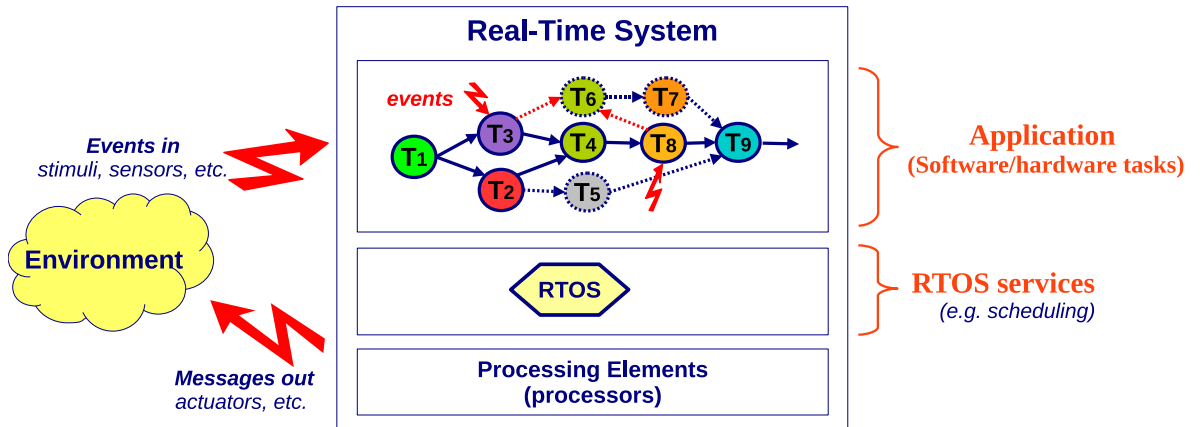 Real-Time System
events
T6
T7
T3
T1
T4
T8
T9
T2
T5
Events in
stimuli, sensors, etc.
Environment
Messages out
actuators, etc.
RTOS
Processing Elements
(processors)
Application
(Software/hardware tasks)
RTOS services
(e.g. scheduling)